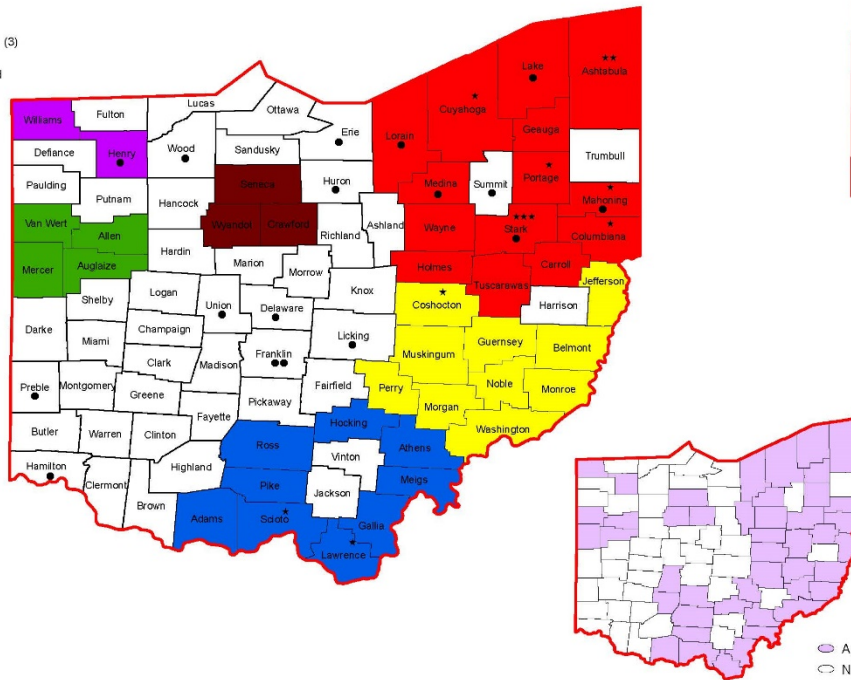 (3)
d
Williams
Fulton
Lucas
Ottawa
Erie
Lorain
Cuyahoga
Lake
Ashtabula
Geauga
Trumbull
Defiance
Henry
Wood
Sandusky
Huron
Medina
Summit
Portage
Mahoning
Paulding
Putnam
Hancock
Seneca
Wyandot
Crawford
Richland
Ashland
Wayne
Stark
Columbiana
Van Wert
Allen
Hardin
Marion
Morrow
Holmes
Tuscarawas
Carroll
Jefferson
Mercer
Auglaize
Shelby
Logan
Union
Delaware
Knox
Coshocton
Harrison
Darke
Miami
Champaign
Clark
Madison
Franklin
Licking
Muskingum
Guernsey
Belmont
Preble
Montgomery
Greene
Fayette
Pickaway
Fairfield
Perry
Morgan
Noble
Monroe
Butler
Warren
Clinton
Ross
Hocking
Athens
Washington
Hamilton
Clermont
Brown
Highland
Pike
Vinton
Jackson
Meigs
Adams
Scioto
Gallia
Lawrence
A
N